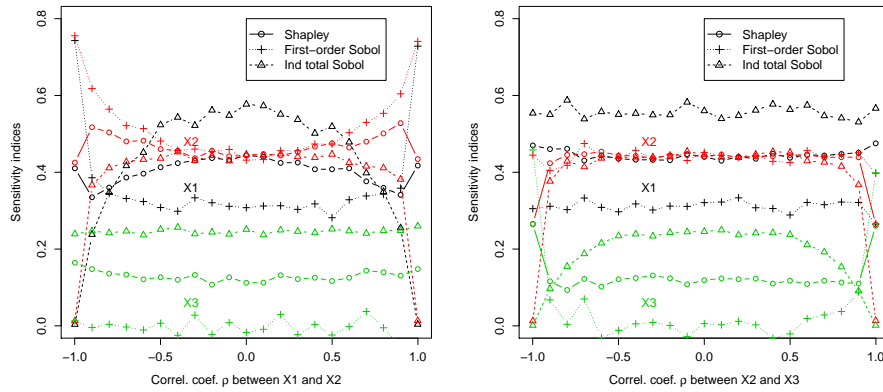 Sensitivity indices
0.8
0.6
0.4
0.2
0.0
Shapley
First−order Sobol
Ind total Sobol
X2
X1
X3
−1.0 −0.5 0.0 0.5 1.0
Correl. coef. ρ between X1 and X2
Sensitivity indices
0.8
0.6
0.4
0.2
0.0
Shapley
First−order Sobol
Ind total Sobol
X2
X1
X3
−1.0 −0.5 0.0 0.5 1.0
Correl. coef. ρ between X2 and X3